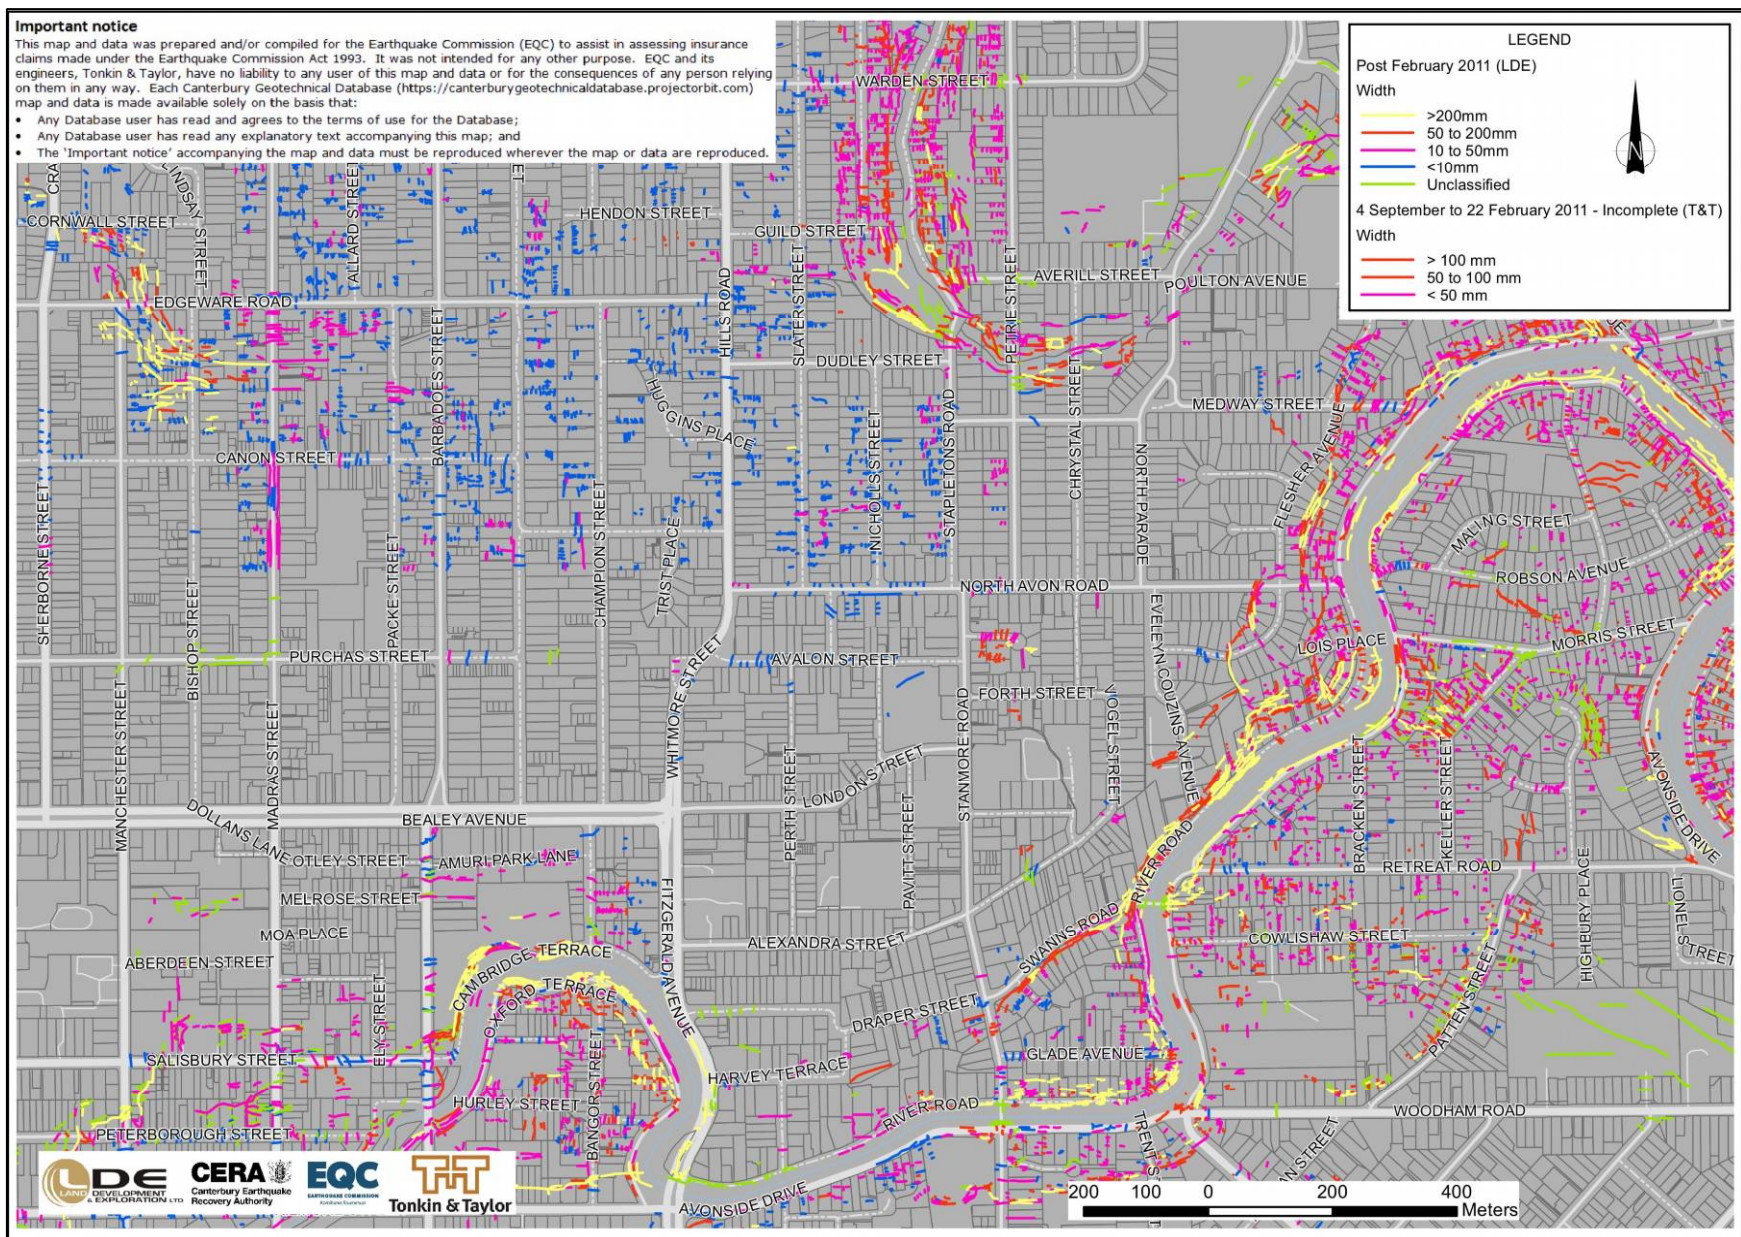 Important notice
This map and data was prepared and/or compiled for the Earthquake Commission (EQC) to assist in assessing insurance
claims made under the Earthquake Commission Act 1993. It was not intended for any other purpose. EQC and its
engineers, Tonkin & Taylor, have no liability to any user of this map and data or for the consequences of any person relying
on them in any way. Each Canterbury Geotechnical Database (https://canterburygeotechnicaldatabase.projectorbit.com)
map and data is made available solely on the basis that:
• Any Database user has read and agrees to the terms of use for the Database;
• Any Database user has read any explanatory text accompanying this map; and
• The 'Important notice' accompanying the map and data must be reproduced wherever the map or data are reproduced.
LEGEND
Post February 2011 (LDE)
Width
>200mm
50 to 200mm
10 to 50mm
<10mm
Unclassified
4 September to 22 February 2011 - Incomplete (T&T)
Width
> 100 mm
50 to 100 mm
< 50 mm
N
WARDEN STREET
CRA
LINDSAY STREET
ALLARD STREET
ET
CORNWALL STREET
HENDON STREET
GUILD STREET
AVERILL STREET
POULTON AVENUE
EDGEWARE ROAD
HILLS ROAD
SLATER STREET
PETRIE STREET
UE
BARBADOES STREET
DUDLEY STREET
HUGGINS PLACE
NICHOLLS STREET
STAPLETONS ROAD
CHRYSTAL STREET
NORTH PARADE
MEDWAY STREET
FLESHER AVENUE
CANON STREET
SHERBORNE STREET
CHAMPION STREET
TRIST PLACE
MALING STREET
ROBSON AVENUE
NORTH AVON ROAD
BISHOP STREET
PACKE STREET
EVELEYN COUZINS AVENUE
LOIS PLACE
MORRIS STREET
PURCHAS STREET
WHITMORE STREET
AVALON STREET
FORTH STREET
VOGEL STREET
STANMORE ROAD
MANCHESTER STREET
MADRAS STREET
PERTH STREET
LONDON STREET
PAVITT STREET
BRACKEN STREET
KELLER STREET
AVONSIDE DRIVE
DOLLANS LANE
BEALEY AVENUE
OTLEY STREET
AMURI PARK LANE
RIVER ROAD
RETREAT ROAD
HIGHBURY PLACE
LIONEL STREET
MELROSE STREET
MOA PLACE
FITZGERALD AVENUE
ALEXANDRA STREET
SWANNS ROAD
COWLISHAW STREET
ABERDEEN STREET
CAMBRIDGE TERRACE
OXFORD TERRACE
ELY STREET
DRAPER STREET
PATTEN STREET
SALISBURY STREET
GLADE AVENUE
HARVEY TERRACE
HURLEY STREET
BANGOR STREET
RIVER ROAD
WOODHAM ROAD
PETERBOROUGH STREET
TRENT S
T
AN STREET
AVONSIDE DRIVE
LDE
LAND DEVELOPMENT
& EXPLORATION LTD
CERA
Canterbury Earthquake
Recovery Authority
EQC
EARTHQUAKE COMMISSION
T+T
Tonkin & Taylor
200 100 0 200 400
Meters